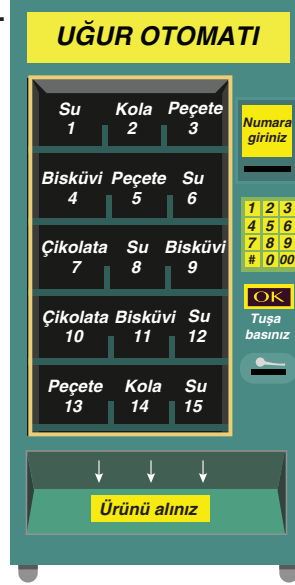 UĞUR OTOMATI
Su Kola Peçete
1 2 3
Numara
giriniz
Bisküvi Peçete Su
4 5 6
Çikolata Su Bisküvi
7 8 9
1 2 3
4 5 6
7 8 9
# 0 00
OK
Tuşa
basınız
Çikolata Bisküvi Su
10 11 12
Peçete Kola Su
13 14 15
Ürünü alınız